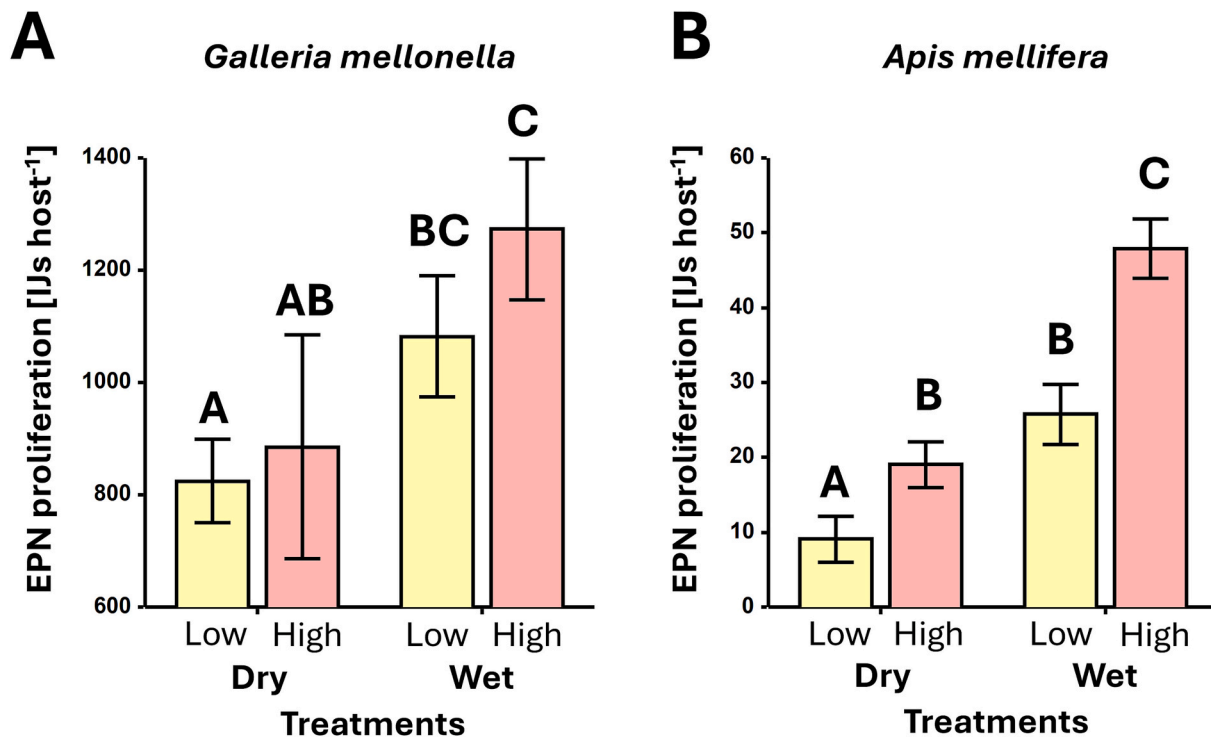 A
Galleria mellonella
EPN proliferation [IJs host⁻¹]
1400
1200
1000
800
600
A
AB
BC
C
Low High Low High
Dry Wet
Treatments
B
Apis mellifera
EPN proliferation [IJs host⁻¹]
60
50
40
30
20
10
0
A
B
B
C
Low High Low High
Dry Wet
Treatments